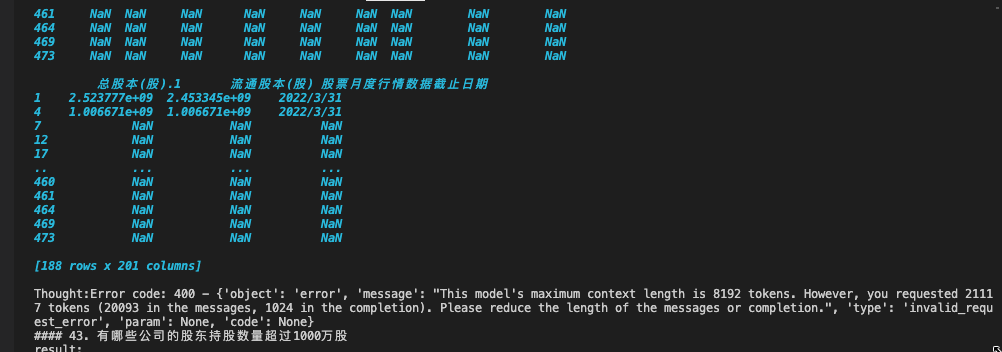 461 NaN NaN NaN NaN NaN NaN NaN NaN NaN
464 NaN NaN NaN NaN NaN NaN NaN NaN NaN
469 NaN NaN NaN NaN NaN NaN NaN NaN NaN
473 NaN NaN NaN NaN NaN NaN NaN NaN NaN
总股本(股).1 流通股本(股) 股票月度行情数据截止日期
1 2.523777e+09 2.453345e+09 2022/3/31
4 1.006671e+09 1.006671e+09 2022/3/31
7 NaN NaN NaN
12 NaN NaN NaN
17 NaN NaN NaN
.. ... ... ...
460 NaN NaN NaN
461 NaN NaN NaN
464 NaN NaN NaN
469 NaN NaN NaN
473 NaN NaN NaN
[188 rows x 201 columns]
Thought:Error code: 400 - {'object': 'error', 'message': "This model's maximum context length is 8192 tokens. However, you requested 2111
7 tokens (20093 in the messages, 1024 in the completion). Please reduce the length of the messages or completion.", 'type': 'invalid_requ
est_error', 'param': None, 'code': None}
#### 43. 有哪些公司的股东持股数量超过1000万股
result: